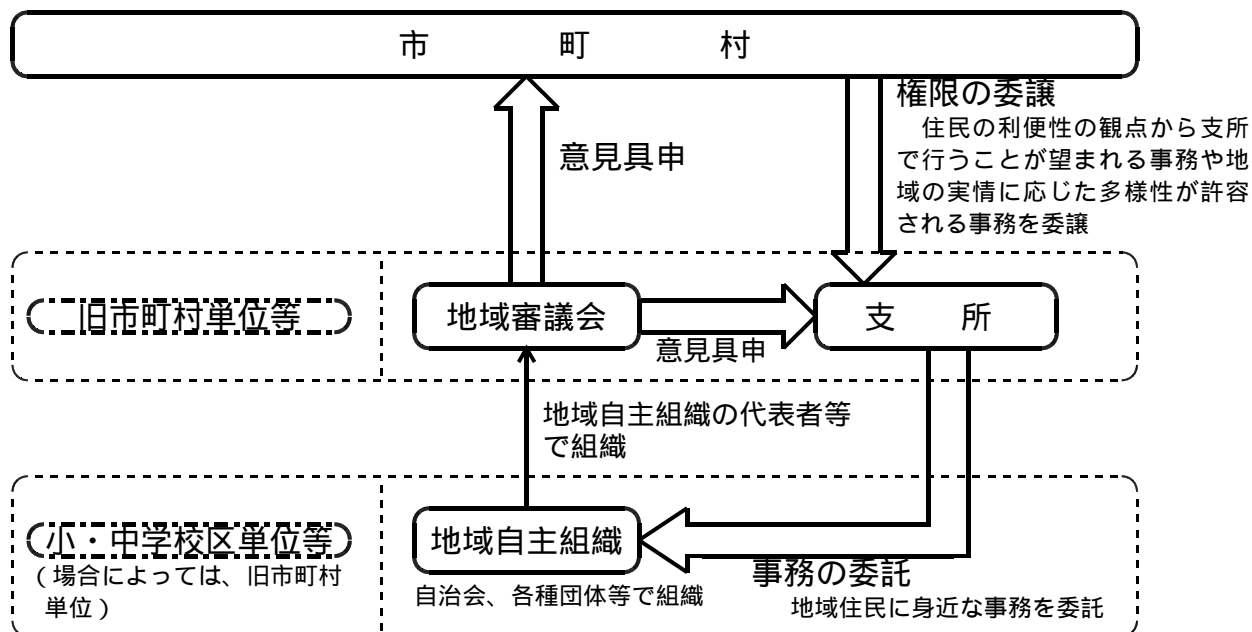 市　町　村
権限の委譲
住民の利便性の観点から支所
で行うことが望まれる事務や地
域の実情に応じた多様性が許容
される事務を委譲
意見具申
旧市町村単位等
地域審議会
支　所
意見具申
地域自主組織の代表者等
で組織
小・中学校区単位等
（場合によっては、旧市町村
単位）
地域自主組織
自治会、各種団体等で組織
事務の委託
地域住民に身近な事務を委託